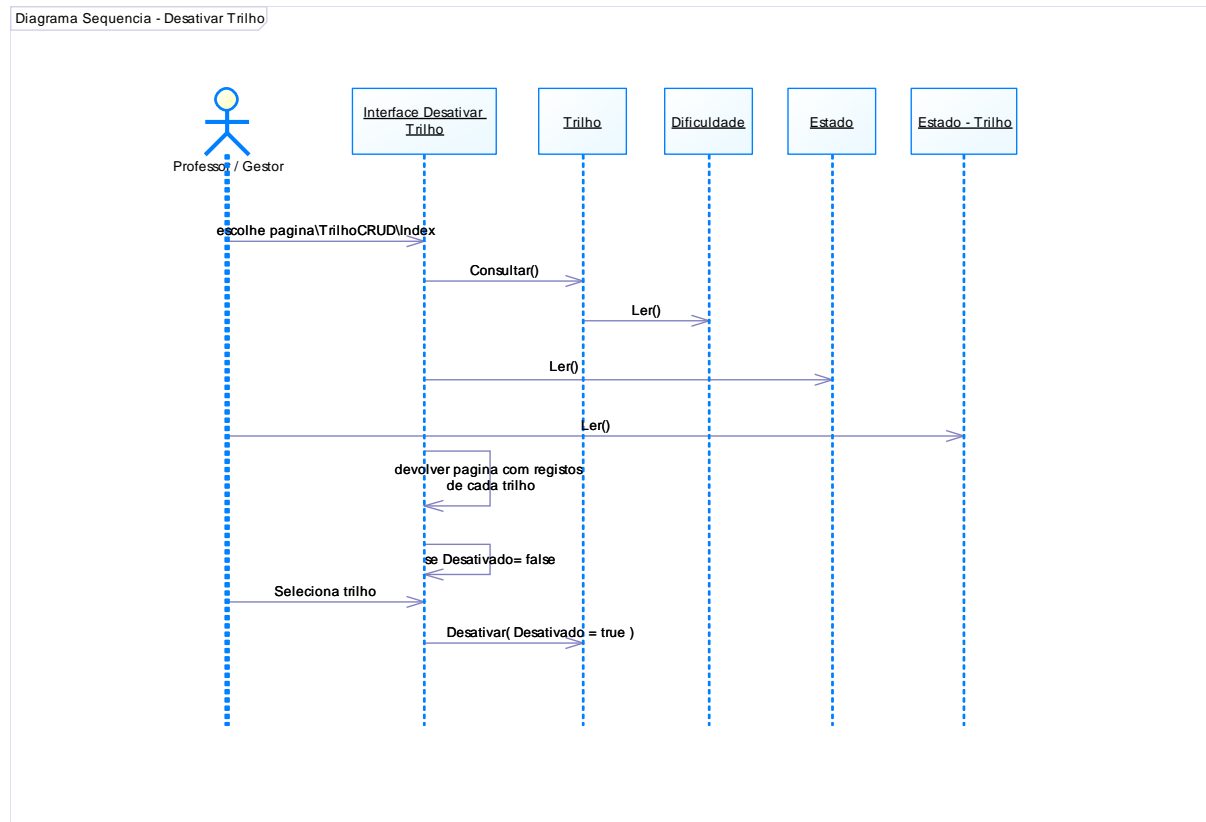 Diagrama Sequencia - Desativar Trilho
Interface Desativar
Trilho
Trilho
Dificuldade
Estado
Estado - Trilho
Professor / Gestor
escolhe pagina\TrilhoCRUD\Index
Consultar()
Ler()
Ler()
Ler()
devolver pagina com registos
de cada trilho
se Desativado= false
Seleciona trilho
Desativar( Desativado = true )